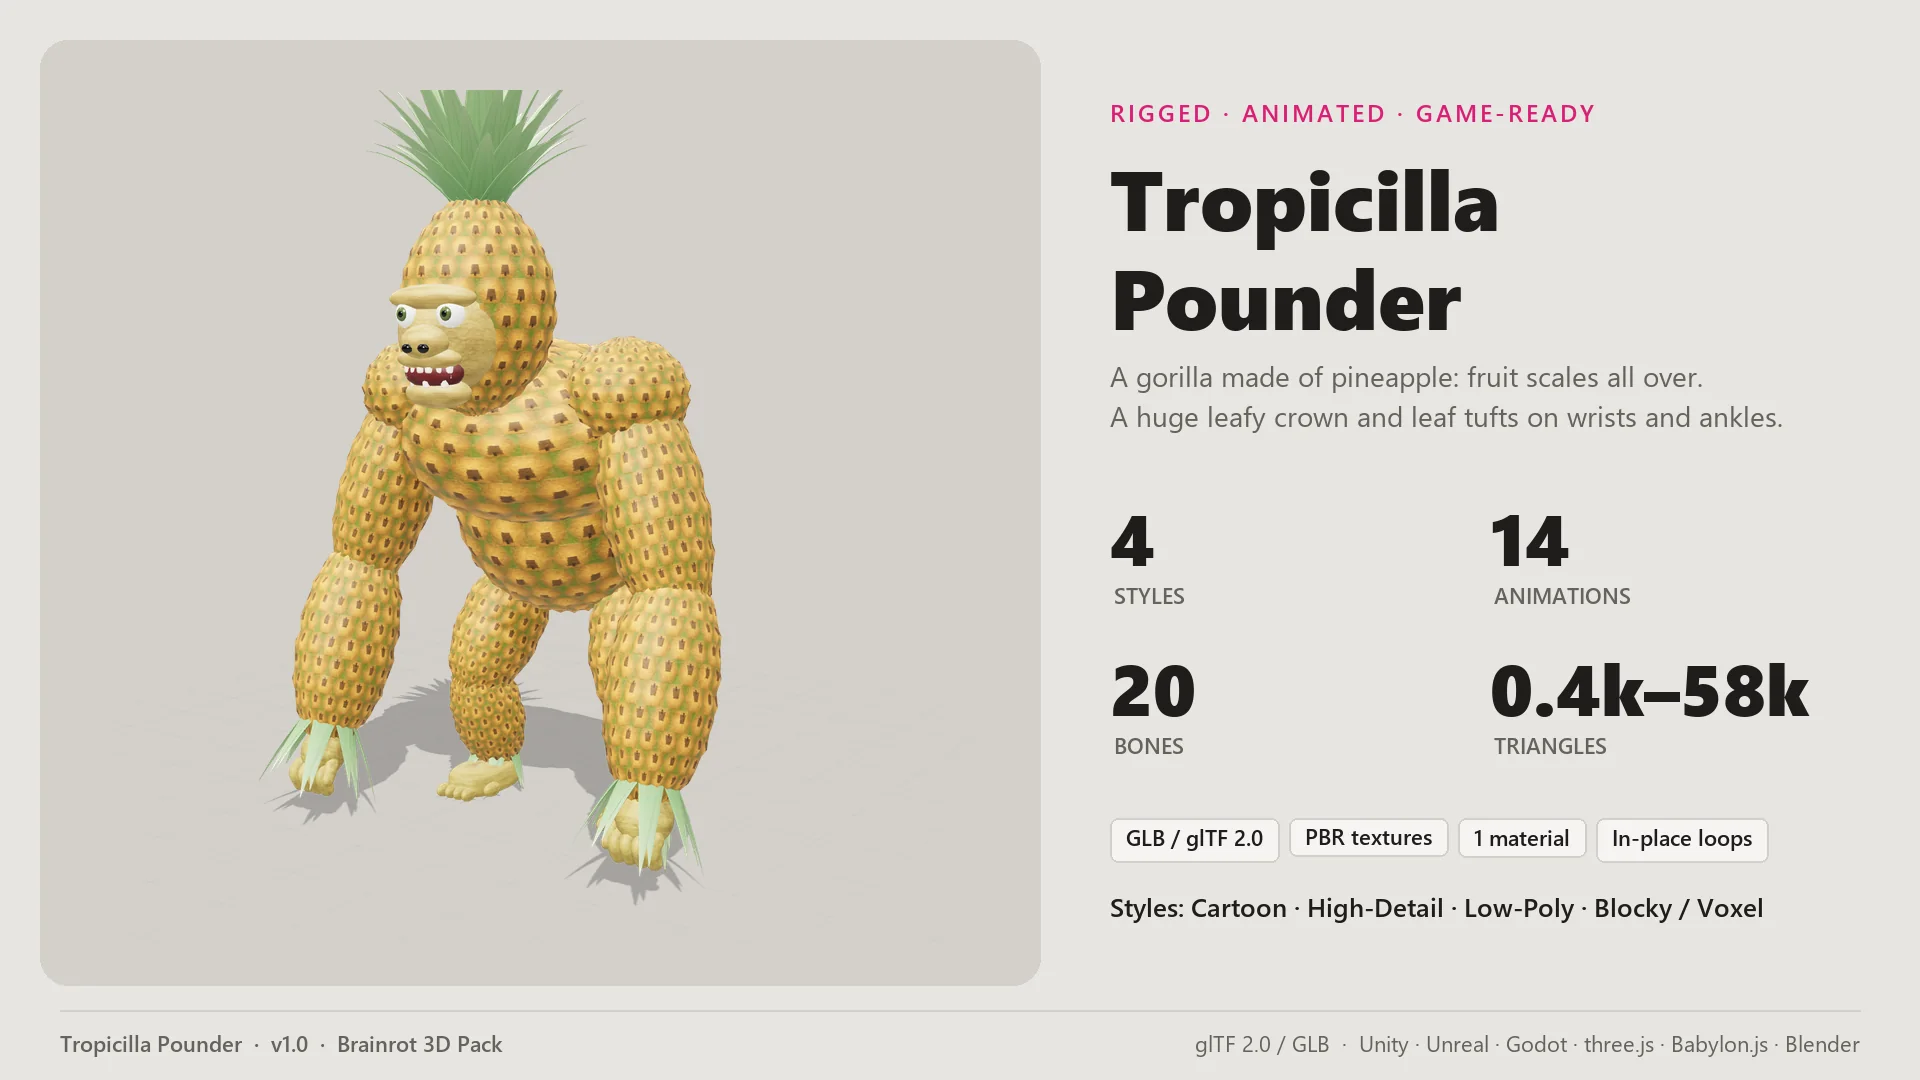 RIGGED · ANIMATED · GAME-READY
Tropicilla
Pounder
A gorilla made of pineapple: fruit scales all over.
A huge leafy crown and leaf tufts on wrists and ankles.
4
STYLES
14
ANIMATIONS
20
BONES
0.4k–58k
TRIANGLES
GLB / glTF 2.0
PBR textures
1 material
In-place loops
Styles: Cartoon · High-Detail · Low-Poly · Blocky / Voxel
Tropicilla Pounder · v1.0 · Brainrot 3D Pack
glTF 2.0 / GLB · Unity · Unreal · Godot · three.js · Babylon.js · Blender